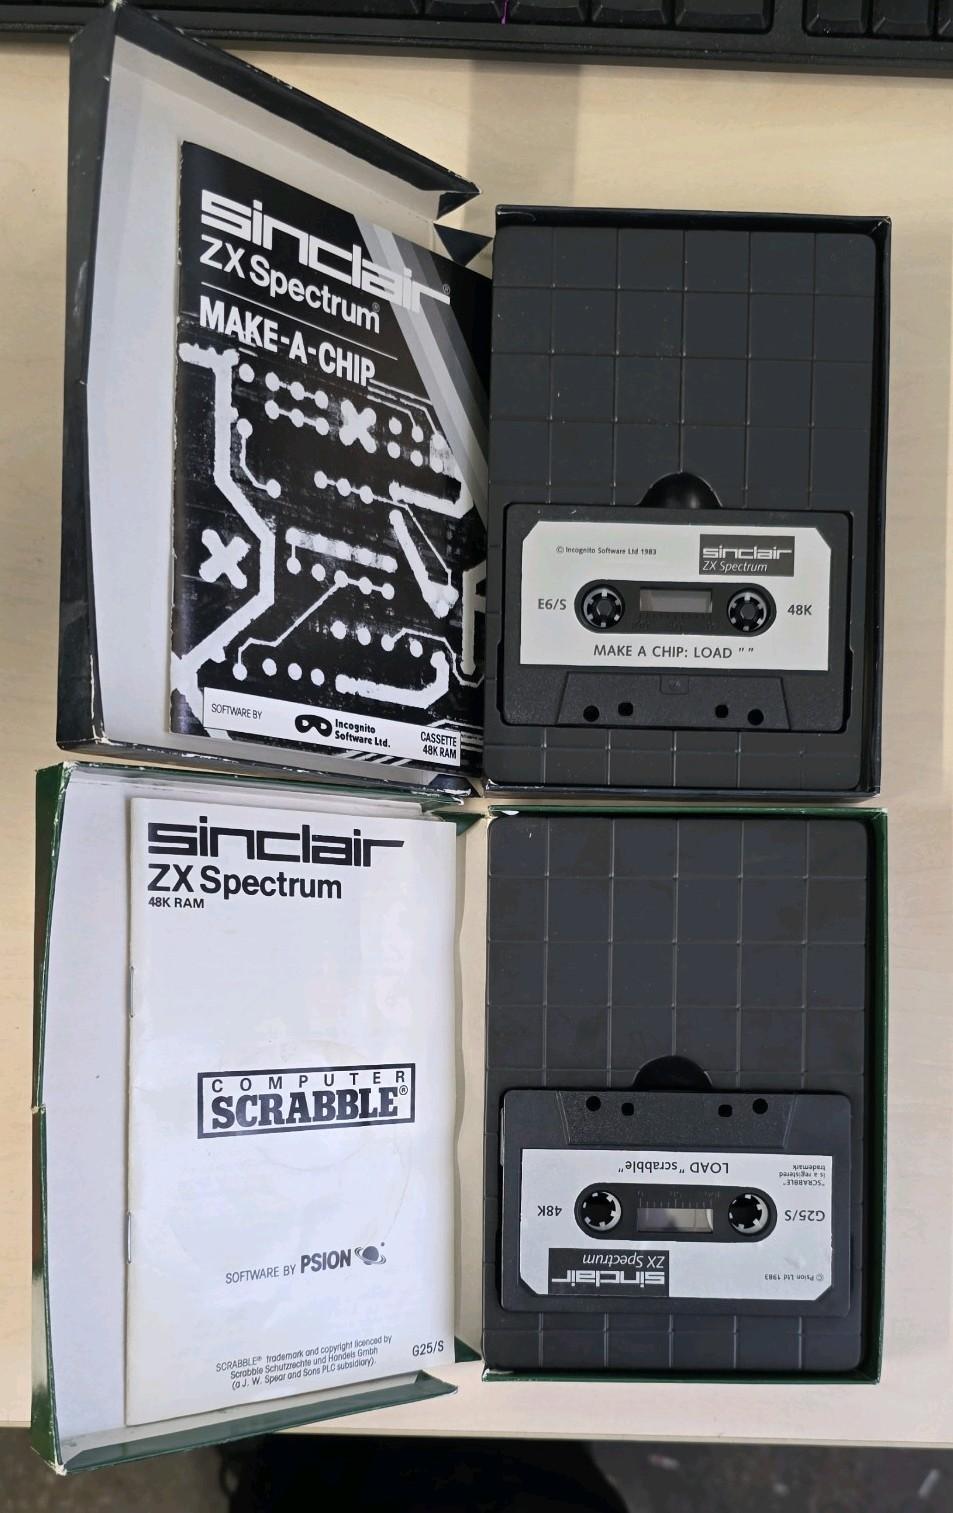 sinclair®
ZX Spectrum®
MAKE-A-CHIP
SOFTWARE BY
Incognito
Software Ltd.
CASSETTE
48K RAM
© Incognito Software Ltd 1983
sinclair
ZX Spectrum
E6/S
48K
MAKE A CHIP: LOAD " "
sinclair
ZX Spectrum
48K RAM
COMPUTER
SCRABBLE®
SOFTWARE BY PSION
SCRABBLE® trademark and copyright licenced by
Scrabble Schutzrechte und Handels Gmbh
(a J. W. Spear and Sons PLC subsidiary).
G25/S
© Psion Ltd 1983
sinclair
ZX Spectrum
G25/S
48K
"SCRABBLE"
is a registered
trademark
LOAD "scrabble"